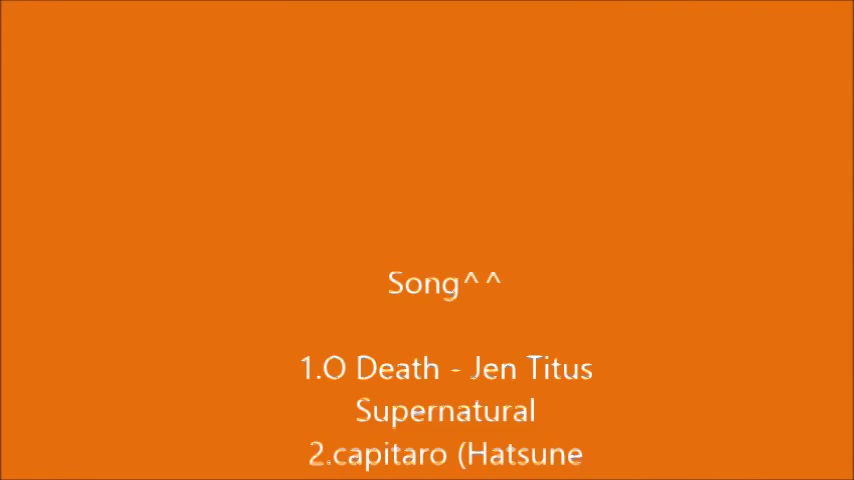 Song^^
1.O Death - Jen Titus
Supernatural
2.capitaro (Hatsune